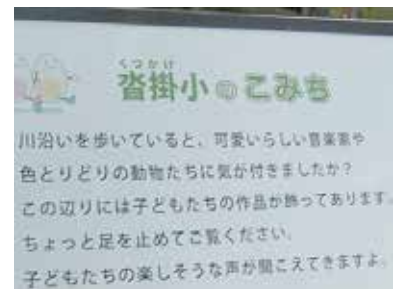 くつかけ
沓掛小のこみち
川沿いを歩いていると、可愛いらしい音楽家や
色とりどりの動物たちに気が付きましたか?
この辺りには子どもたちの作品が飾ってあります。
ちょっと足を止めてご覧ください。
子どもたちの楽しそうな声が聞こえてきますよ。